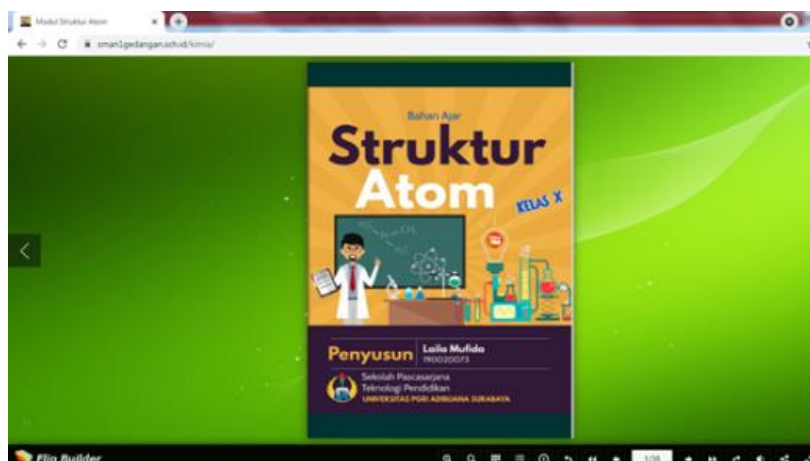 Modul Struktur Atom
sman1gedangan.sch.id/kimia/
Bahan Ajar
Struktur
Atom
KELAS X
Penyusun
Laila Mufida
190020073
Sekolah Pascasarjana
Teknologi Pendidikan
UNIVERSITAS PGRI ADIBUANA SURABAYA
Flip Builder